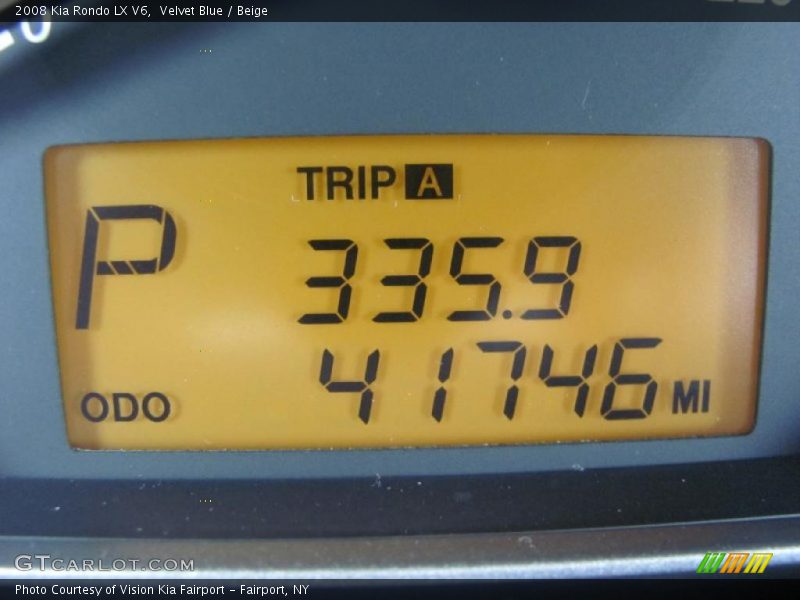 2008 Kia Rondo LX V6,  Velvet Blue / Beige
TRIP A
P
335.9
ODO 41746 MI
GTCARLOT.COM
Photo Courtesy of Vision Kia Fairport – Fairport, NY